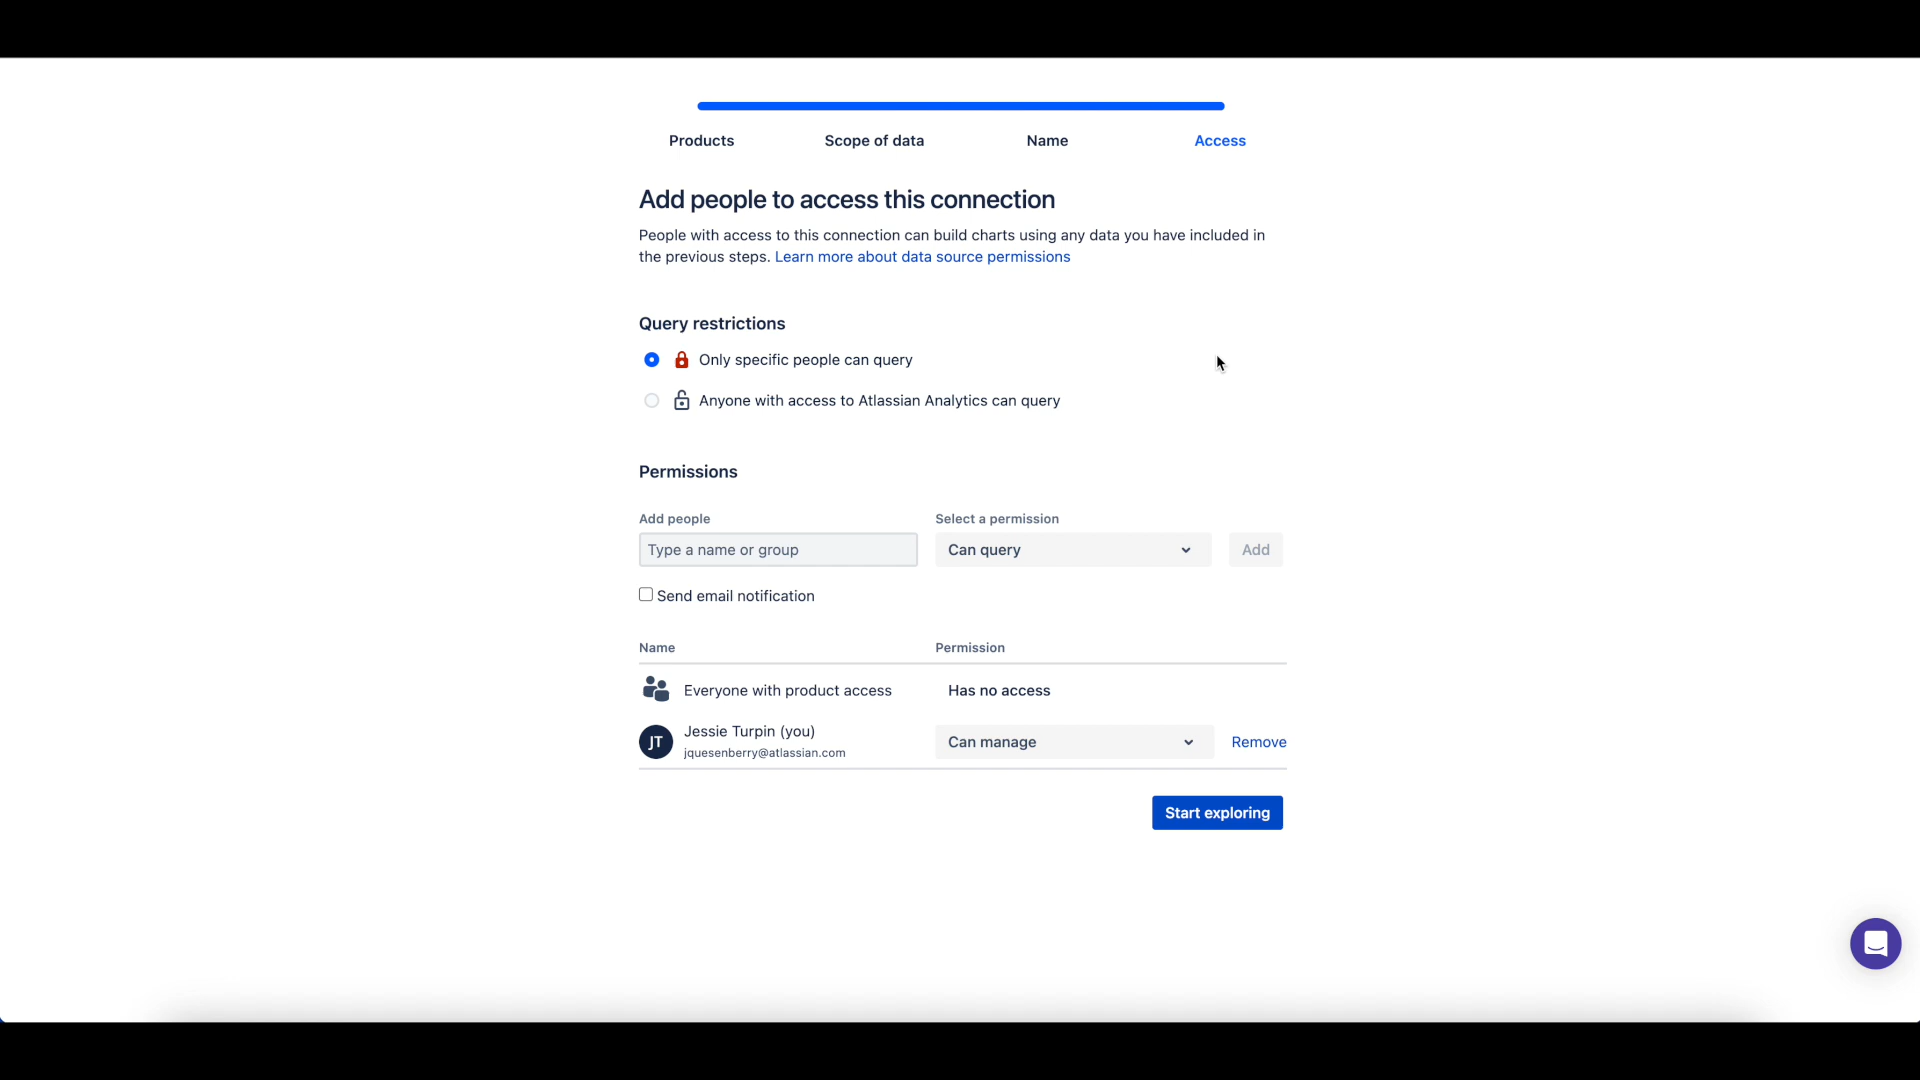 Products
Scope of data
Name
Access
Add people to access this connection
People with access to this connection can build charts using any data you have included in
the previous steps. Learn more about data source permissions
Query restrictions
Only specific people can query
Anyone with access to Atlassian Analytics can query
Permissions
Add people
Select a permission
Type a name or group
Can query
Add
Send email notification
Name
Permission
Everyone with product access
Has no access
JT
Jessie Turpin (you)
jquesenberry@atlassian.com
Can manage
Remove
Start exploring